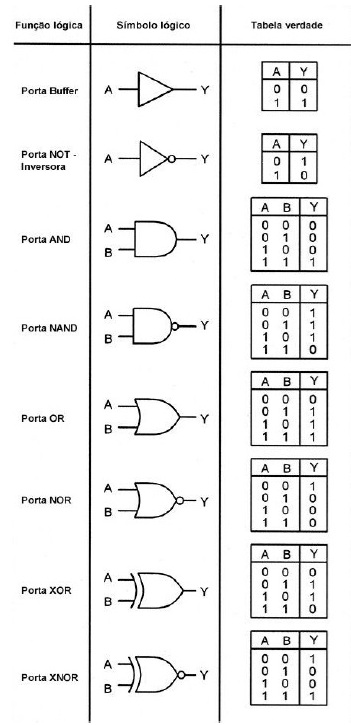 Função lógica Símbolo lógico Tabela verdade
Porta Buffer
A Y
A Y
0 0
1 1
Porta NOT -
Inversora
A Y
A Y
0 1
1 0
Porta AND
A
B
Y
A B Y
0 0 0
0 1 0
1 0 0
1 1 1
Porta NAND
A
B
Y
A B Y
0 0 1
0 1 1
1 0 1
1 1 0
Porta OR
A
B
Y
A B Y
0 0 0
0 1 1
1 0 1
1 1 1
Porta NOR
A
B
Y
A B Y
0 0 1
0 1 0
1 0 0
1 1 0
Porta XOR
A
B
Y
A B Y
0 0 0
0 1 1
1 0 1
1 1 0
Porta XNOR
A
B
Y
A B Y
0 0 1
0 1 0
1 0 0
1 1 1